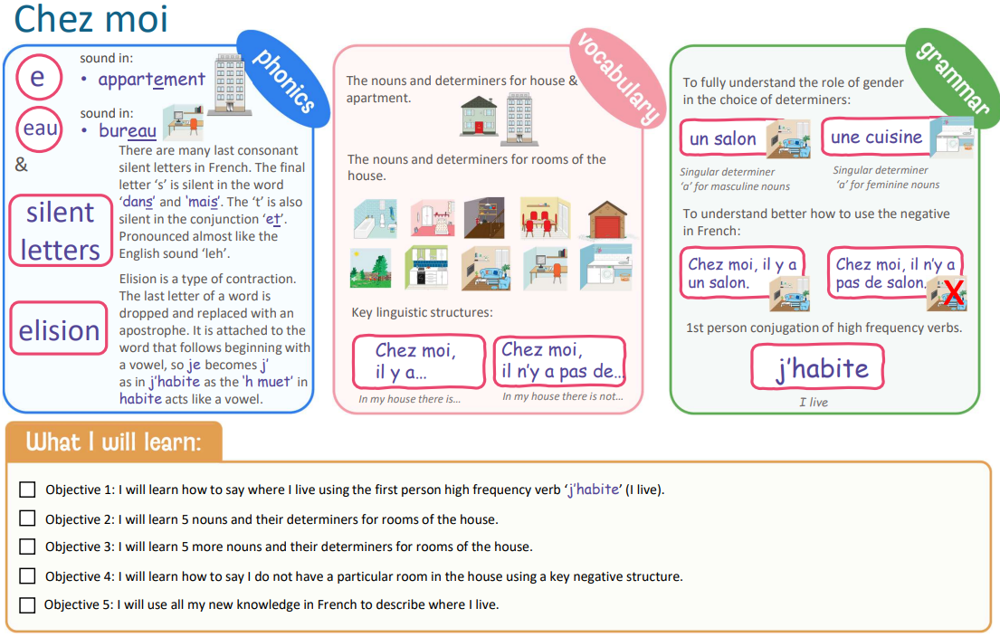 Chez moi
phonics
e
sound in:
• appartement
eau
sound in:
• bureau
&
silent
letters
There are many last consonant
silent letters in French. The final
letter ‘s’ is silent in the word
‘dans’ and ‘mais’. The ‘t’ is also
silent in the conjunction ‘et’.
Pronounced almost like the
English sound ‘leh’.
elision
Elision is a type of contraction.
The last letter of a word is
dropped and replaced with an
apostrophe. It is attached to the
word that follows beginning with
a vowel, so je becomes j’
as in j’habite as the ‘h muet’ in
habite acts like a vowel.
vocabulary
The nouns and determiners for house &
apartment.
The nouns and determiners for rooms of the
house.
Key linguistic structures:
Chez moi,
il y a...
In my house there is...
Chez moi,
il n’y a pas de...
In my house there is not...
grammar
To fully understand the role of gender
in the choice of determiners:
un salon
Singular determiner
‘a’ for masculine nouns
une cuisine
Singular determiner
‘a’ for feminine nouns
To understand better how to use the negative
in French:
Chez moi, il y a
un salon.
Chez moi, il n’y a
pas de salon.
X
1st person conjugation of high frequency verbs.
j’habite
I live
What I will learn:
Objective 1: I will learn how to say where I live using the first person high frequency verb ‘j’habite’ (I live).
Objective 2: I will learn 5 nouns and their determiners for rooms of the house.
Objective 3: I will learn 5 more nouns and their determiners for rooms of the house.
Objective 4: I will learn how to say I do not have a particular room in the house using a key negative structure.
Objective 5: I will use all my new knowledge in French to describe where I live.